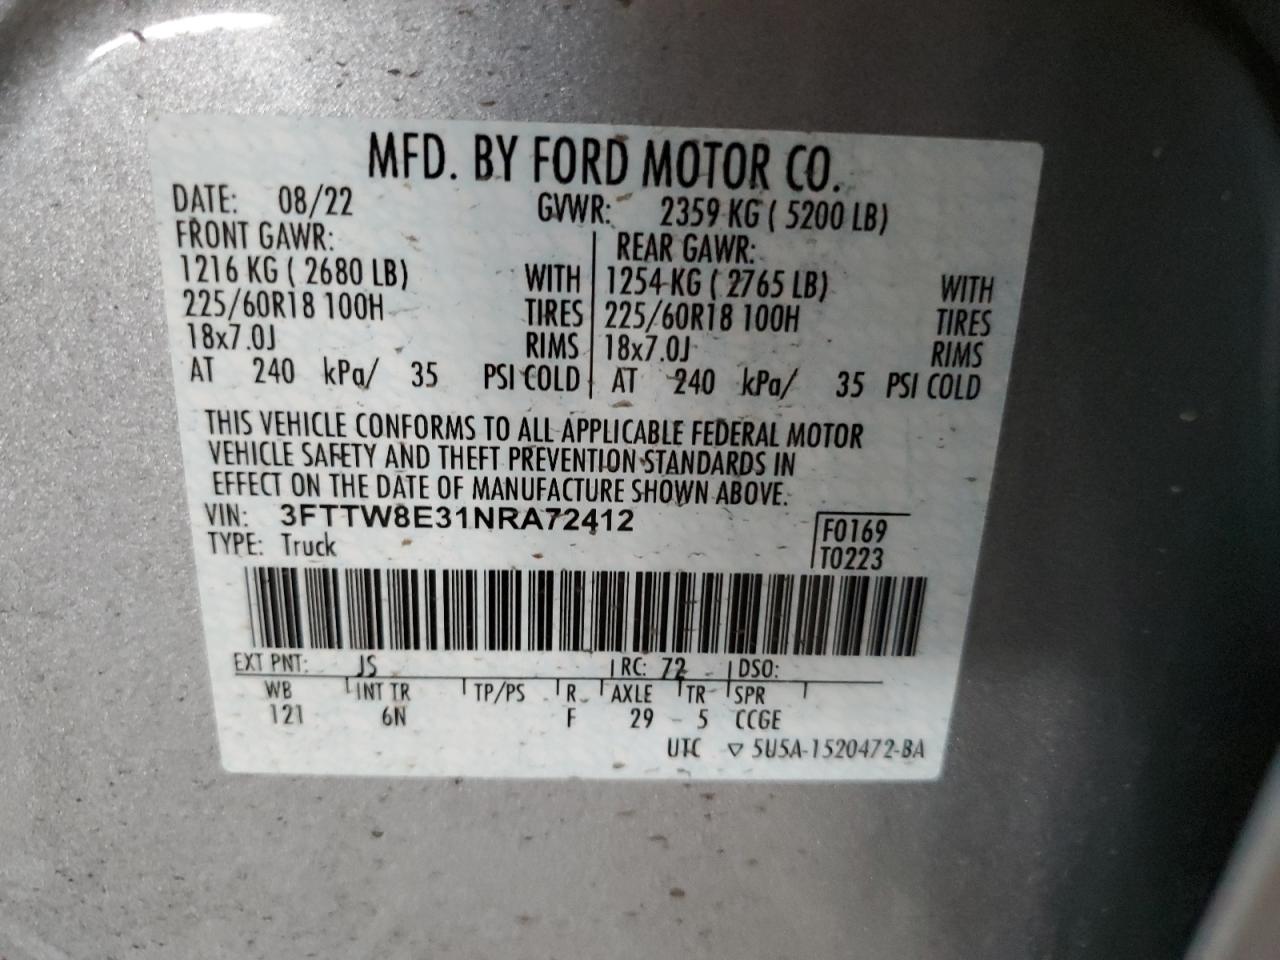 MFD. BY FORD MOTOR CO.
DATE: 08/22 GVWR: 2359 KG ( 5200 LB)
FRONT GAWR: REAR GAWR:
1216 KG ( 2680 LB) WITH 1254 KG ( 2765 LB) WITH
225/60R18 100H TIRES 225/60R18 100H TIRES
18x7.0J RIMS 18x7.0J RIMS
AT 240 kPa/ 35 PSI COLD AT 240 kPa/ 35 PSI COLD
THIS VEHICLE CONFORMS TO ALL APPLICABLE FEDERAL MOTOR
VEHICLE SAFETY AND THEFT PREVENTION STANDARDS IN
EFFECT ON THE DATE OF MANUFACTURE SHOWN ABOVE.
VIN: 3FTTW8E31NRA72412 F0169
TYPE: Truck T0223
EXT PNT: JS RC: 72 DSO:
WB INT TR TP/PS R AXLE TR SPR
121 6N F 29 5 CCGE
UTC ▽ 5U5A-1520472-BA